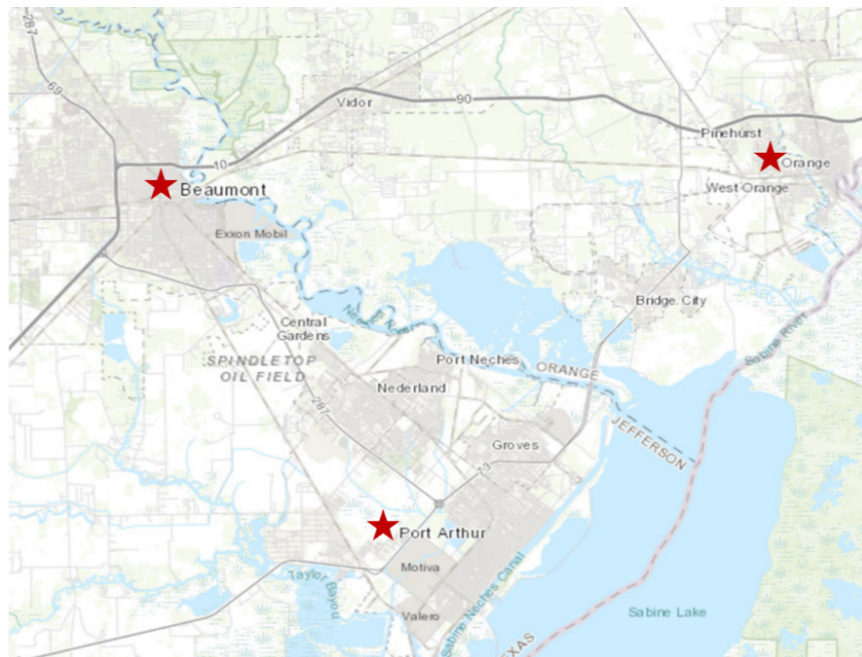 287
69
Vidor
90
Pinehurst
10
Orange
Beaumont
West Orange
Exxon Mobil
Bridge City
Central
Gardens
Sabine River
SPINDLETOP
OIL FIELD
Port Neches
ORANGE
Nederland
287
JEFFERSON
Groves
73
Port Arthur
Motiva
Taylor
Bayou
Valero
Sabine Neches Canal
Sabine Lake